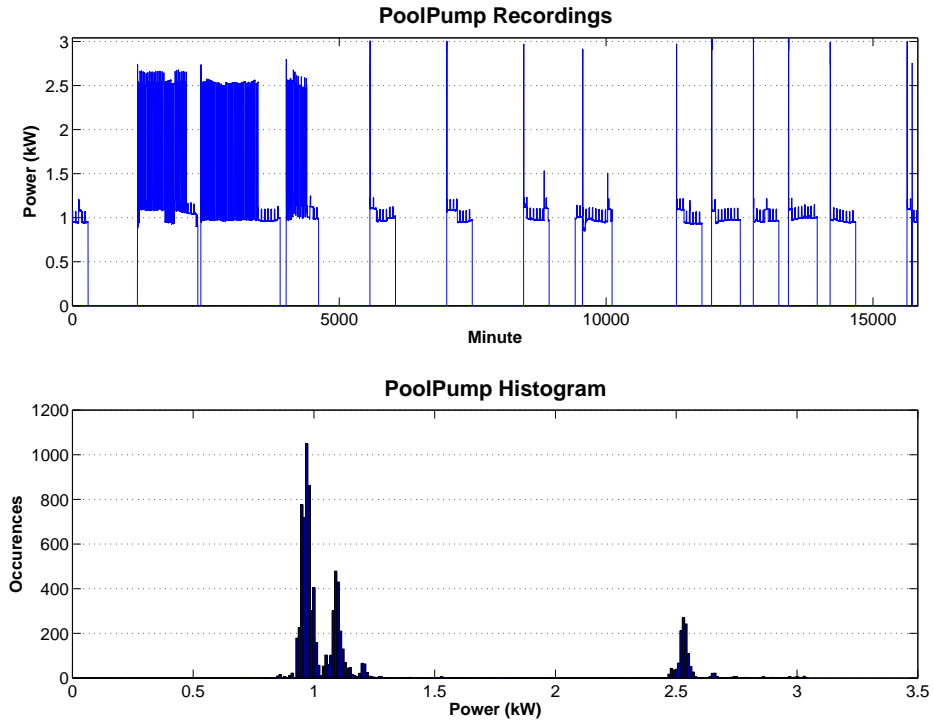 PoolPump Recordings
3
2.5
2
1.5
1
0.5
0
Power (kW)
0 5000 10000 15000
Minute
PoolPump Histogram
1200
1000
800
600
400
200
0
Occurences
0 0.5 1 1.5 2 2.5 3 3.5
Power (kW)